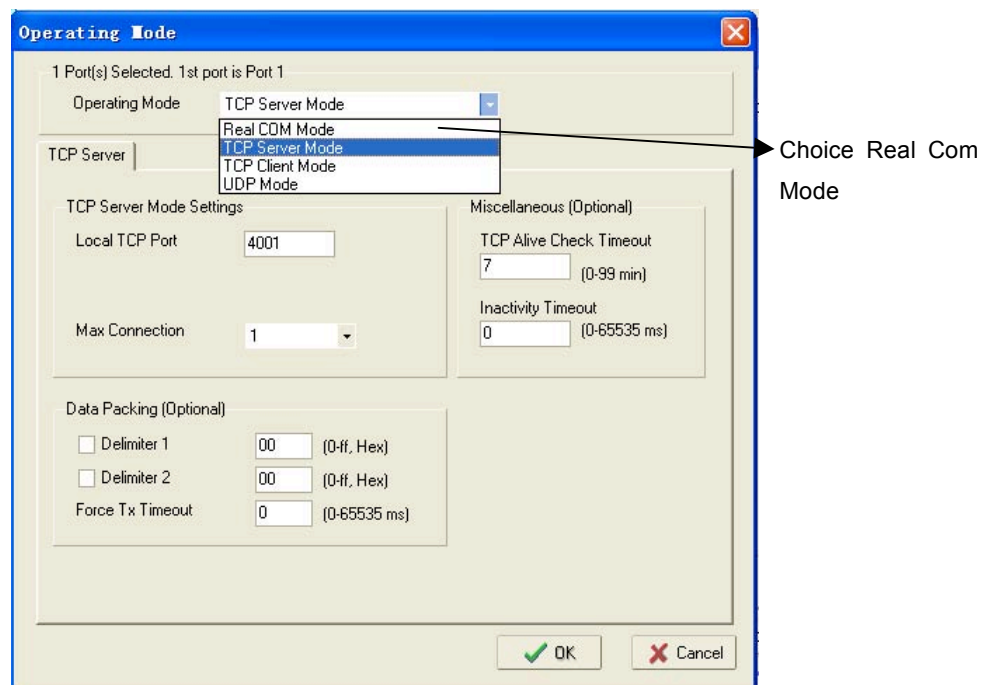 Operating Mode
1 Port(s) Selected. 1st port is Port 1
Operating Mode
TCP Server Mode
Real COM Mode
TCP Server Mode
TCP Client Mode
UDP Mode
Choice Real Com
Mode
TCP Server
TCP Server Mode Settings
Local TCP Port
4001
Max Connection
1
Miscellaneous (Optional)
TCP Alive Check Timeout
7 (0-99 min)
Inactivity Timeout
0 (0-65535 ms)
Data Packing (Optional)
Delimiter 1 00 (0-ff, Hex)
Delimiter 2 00 (0-ff, Hex)
Force Tx Timeout 0 (0-65535 ms)
OK
Cancel